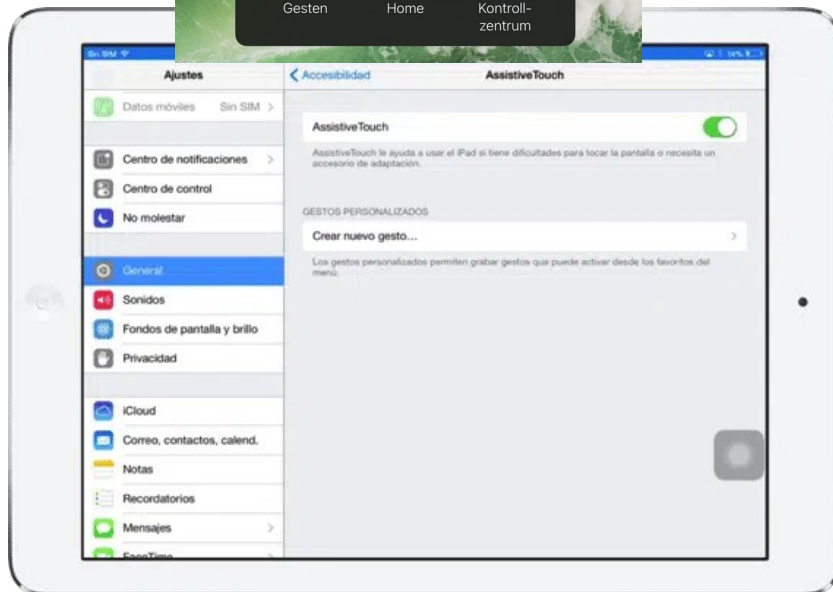 Gesten Home Kontroll-
zentrum
Sin SIM
Ajustes
Accesibilidad
AssistiveTouch
Datos móviles Sin SIM
AssistiveTouch
AssistiveTouch le ayuda a usar el iPad si tiene dificultades para tocar la pantalla o necesita un
accesorio de adaptación.
Centro de notificaciones
Centro de control
No molestar
GESTOS PERSONALIZADOS
Crear nuevo gesto...
Los gestos personalizados permiten grabar gestos que puede activar desde los favoritos del
menú.
General
Sonidos
Fondos de pantalla y brillo
Privacidad
iCloud
Correo, contactos, calend.
Notas
Recordatorios
Mensajes
FaceTime